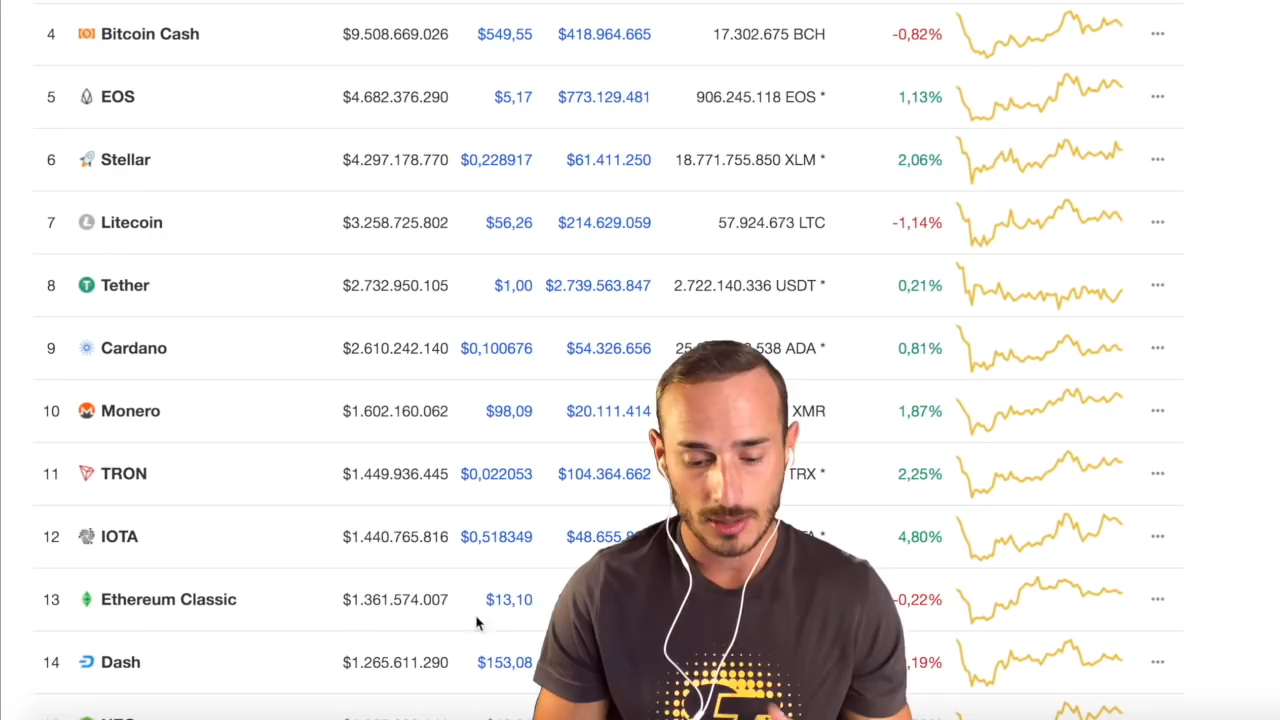 4 Bitcoin Cash $9.508.669.026 $549,55 $418.964.665 17.302.675 BCH -0,82%
5 EOS $4.682.376.290 $5,17 $773.129.481 906.245.118 EOS * 1,13%
6 Stellar $4.297.178.770 $0,228917 $61.411.250 18.771.755.850 XLM * 2,06%
7 Litecoin $3.258.725.802 $56,26 $214.629.059 57.924.673 LTC -1,14%
8 Tether $2.732.950.105 $1,00 $2.739.563.847 2.722.140.336 USDT * 0,21%
9 Cardano $2.610.242.140 $0,100676 $54.326.656 538 ADA * 0,81%
10 Monero $1.602.160.062 $98,09 $20.111.414 XMR 1,87%
11 TRON $1.449.936.445 $0,022053 $104.364.662 TRX * 2,25%
12 IOTA $1.440.765.816 $0,518349 $48.655. * 4,80%
13 Ethereum Classic $1.361.574.007 $13,10 -0,22%
14 Dash $1.265.611.290 $153,08 ,19%